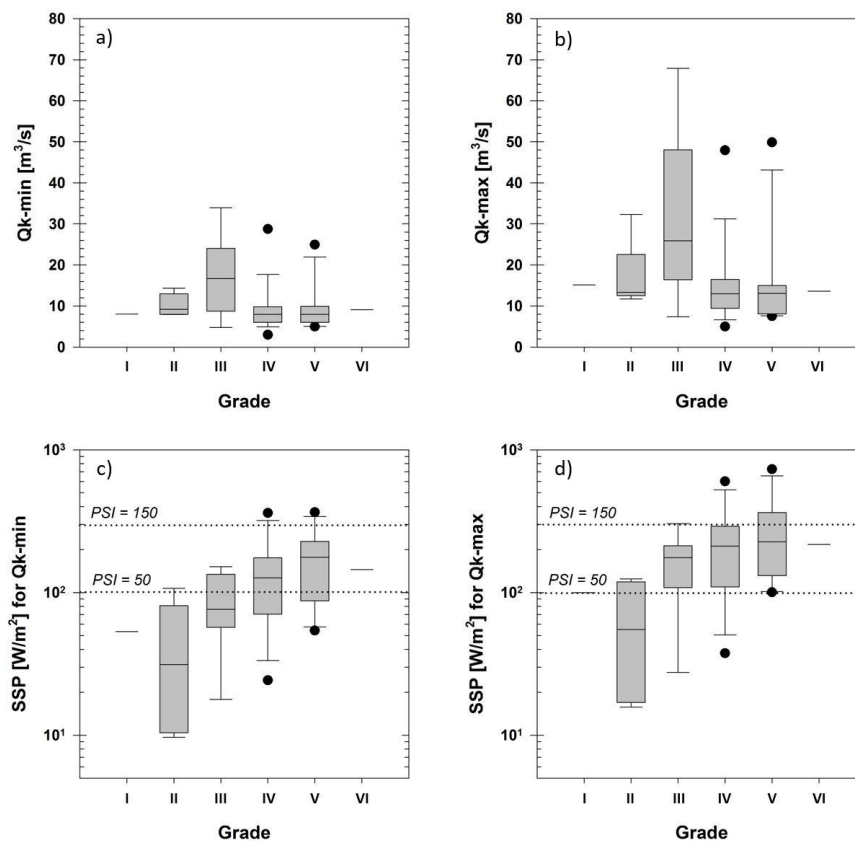 a)
Qk-min [m³/s]
80
70
60
50
40
30
20
10
0
I II III IV V VI
Grade
b)
Qk-max [m³/s]
80
70
60
50
40
30
20
10
0
I II III IV V VI
Grade
c)
SSP [W/m²] for Qk-min
10³
10²
10¹
PSI = 150
PSI = 50
I II III IV V VI
Grade
d)
SSP [W/m²] for Qk-max
10³
10²
10¹
PSI = 150
PSI = 50
I II III IV V VI
Grade